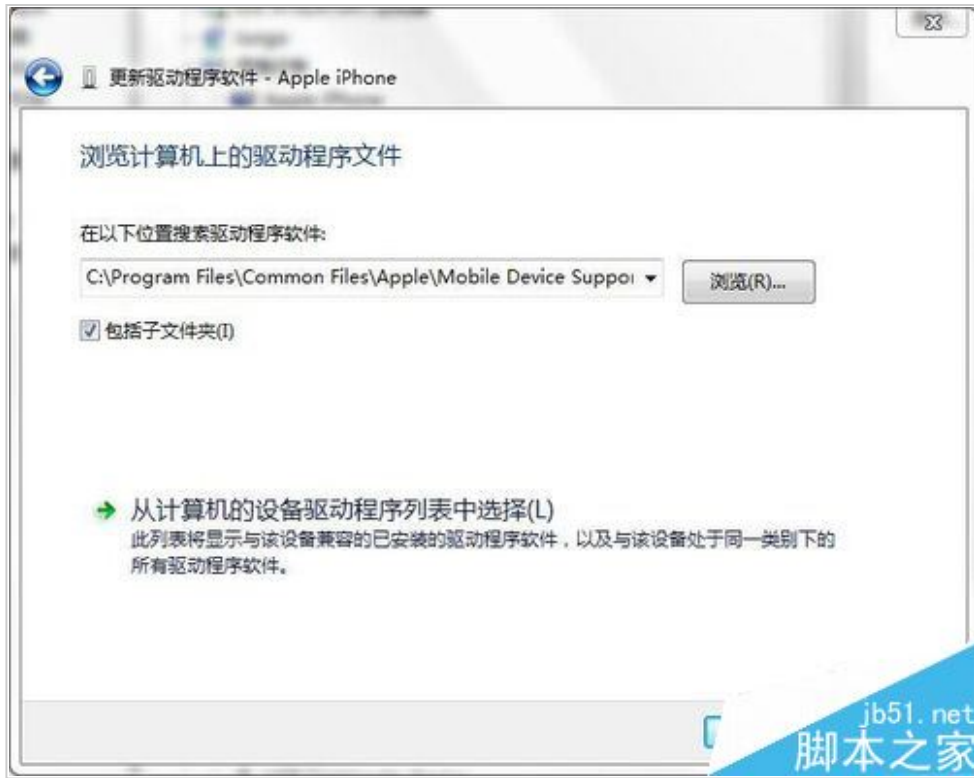 更新驱动程序软件 - Apple iPhone
浏览计算机上的驱动程序文件
在以下位置搜索驱动程序软件:
C:\Program Files\Common Files\Apple\Mobile Device Suppor
浏览(R)...
包括子文件夹(I)
从计算机的设备驱动程序列表中选择(L)
此列表将显示与该设备兼容的已安装的驱动程序软件，以及与该设备处于同一类别下的
所有驱动程序软件。
jb51.net
脚本之家